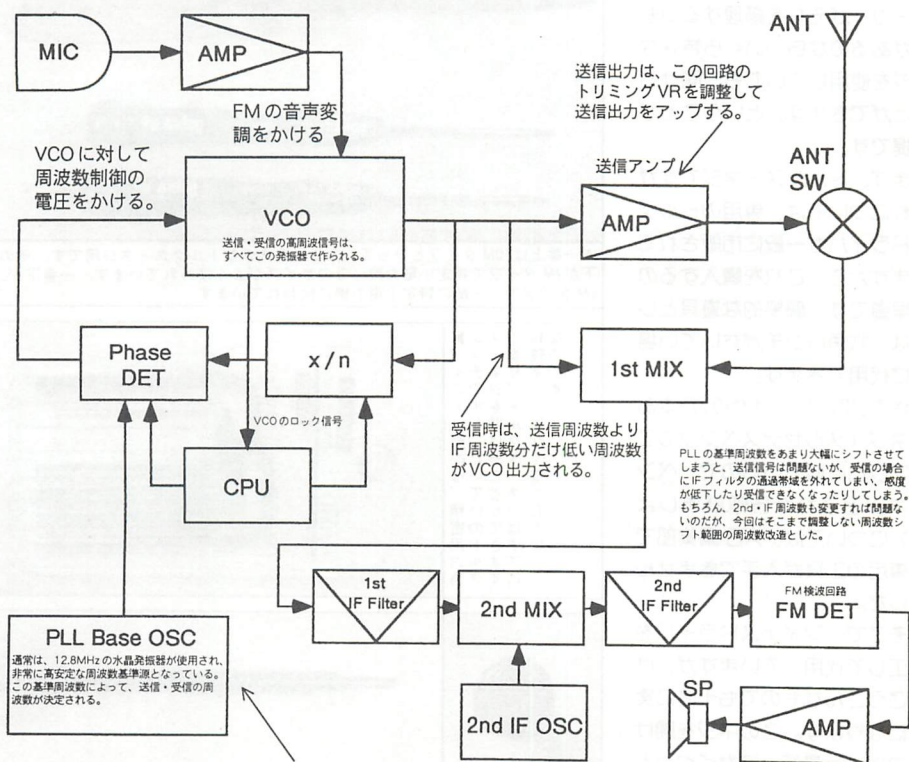 MIC
AMP
ANT
送信出力は、この回路の
トリミングVRを調整して
送信出力をアップする。
FMの音声変
調をかける
VCOに対して
周波数制御の
電圧をかける。
送信アンプ
ANT
SW
VCO
AMP
送信・受信の高周波信号は、
すべてこの発振器で作られる。
Phase
DET
x/n
1st MIX
VCOのロック信号
受信時は、送信周波数より
IF周波数分だけ低い周波数
がVCO出力される。
CPU
PLLの基準周波数をあまり大幅にシフトさせて
しまうと、送信信号は問題ないが、受信の場合
にIFフィルタの通過帯域を外れてしまい、感度
が低下したり受信できなくなったりしてしまう。
もちろん、2nd・IF周波数も変更すれば問題な
いのだが、今回はそこまで調整しない周波数シ
フト範囲の周波数改造とした。
1st
IF Filter
2nd MIX
2nd
IF Filter
FM検波回路
FM DET
PLL Base OSC
通常は、12.8MHzの水晶発振器が使用され、
非常に高安定な周波数基準源となっている。
この基準周波数によって、送信・受信の周
波数が決定される。
2nd IF OSC
SP
AMP